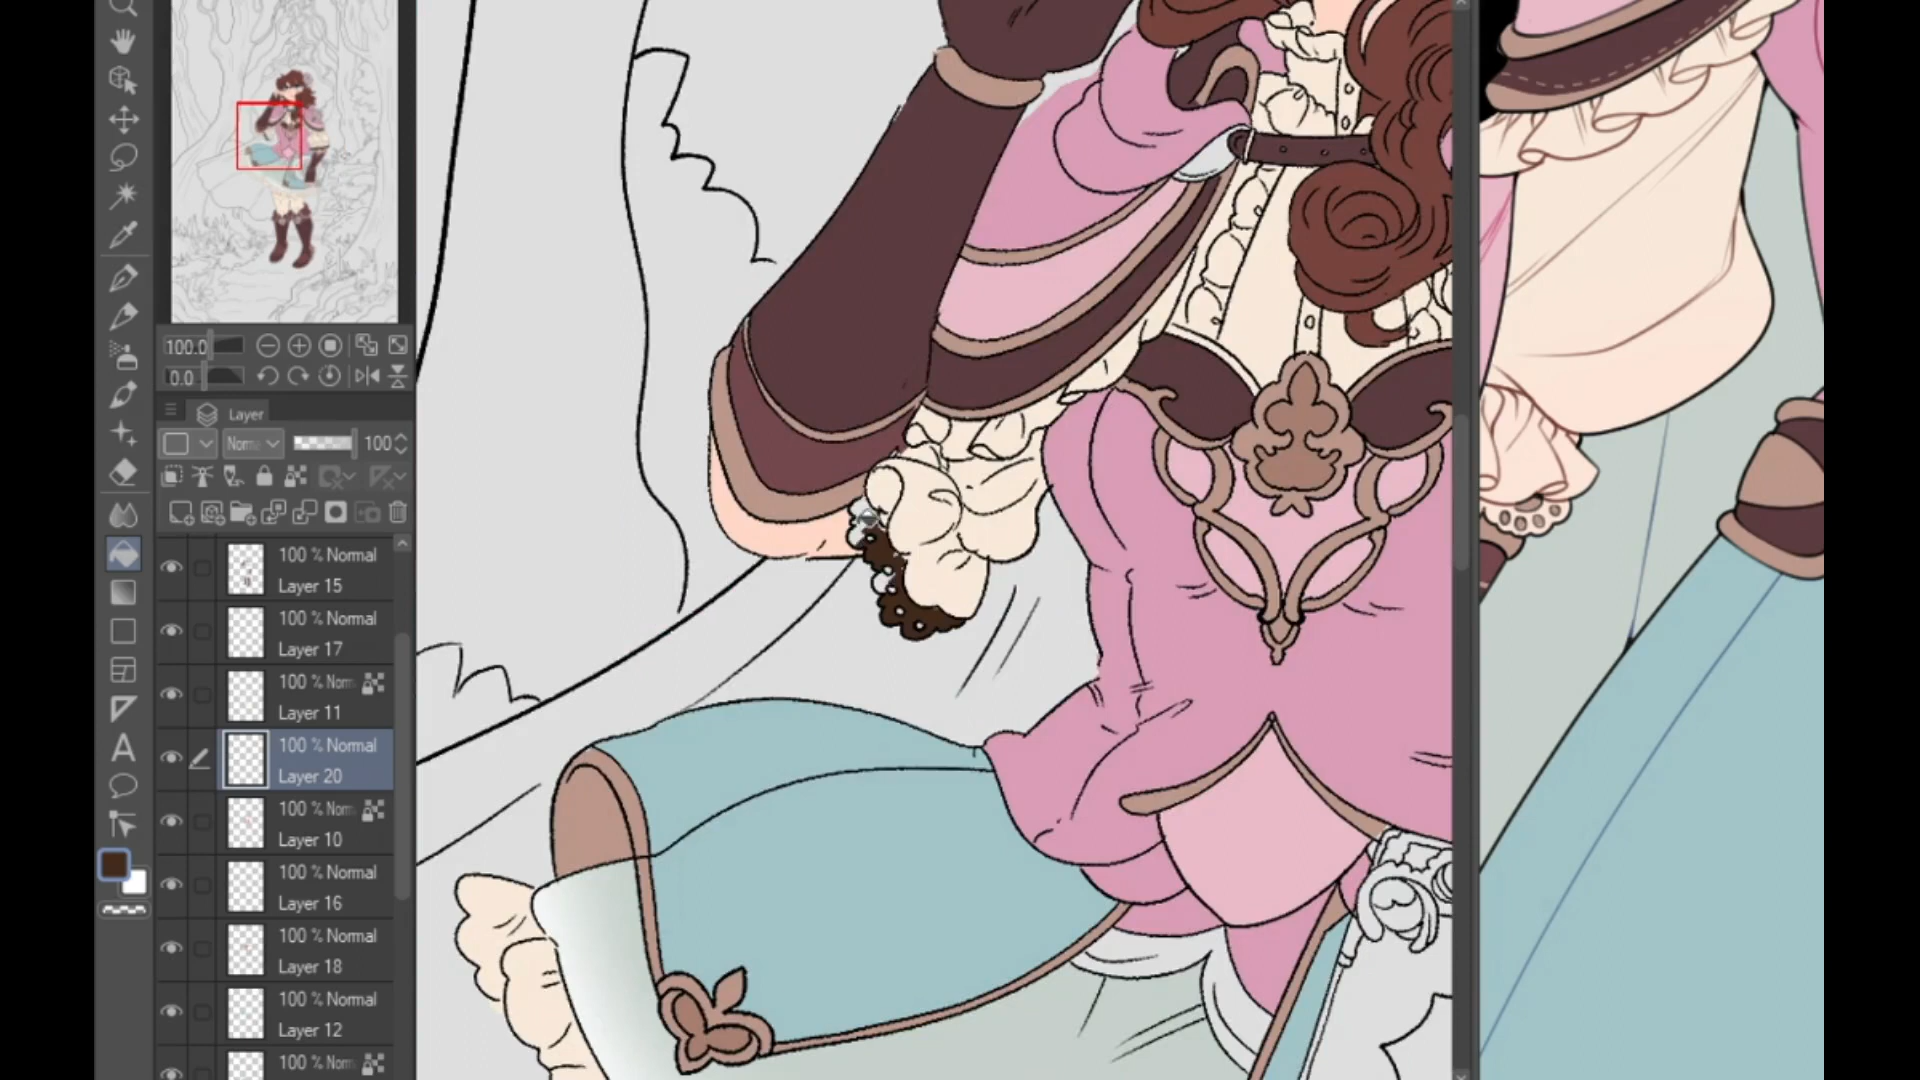 100.0
0.0
Layer
Norm 100
100 % Normal
Layer 15
100 % Normal
Layer 17
100 % Norm
Layer 11
100 % Normal
Layer 20
100 % Norm
Layer 10
100 % Normal
Layer 16
100 % Normal
Layer 18
100 % Normal
Layer 12
100 % Norm